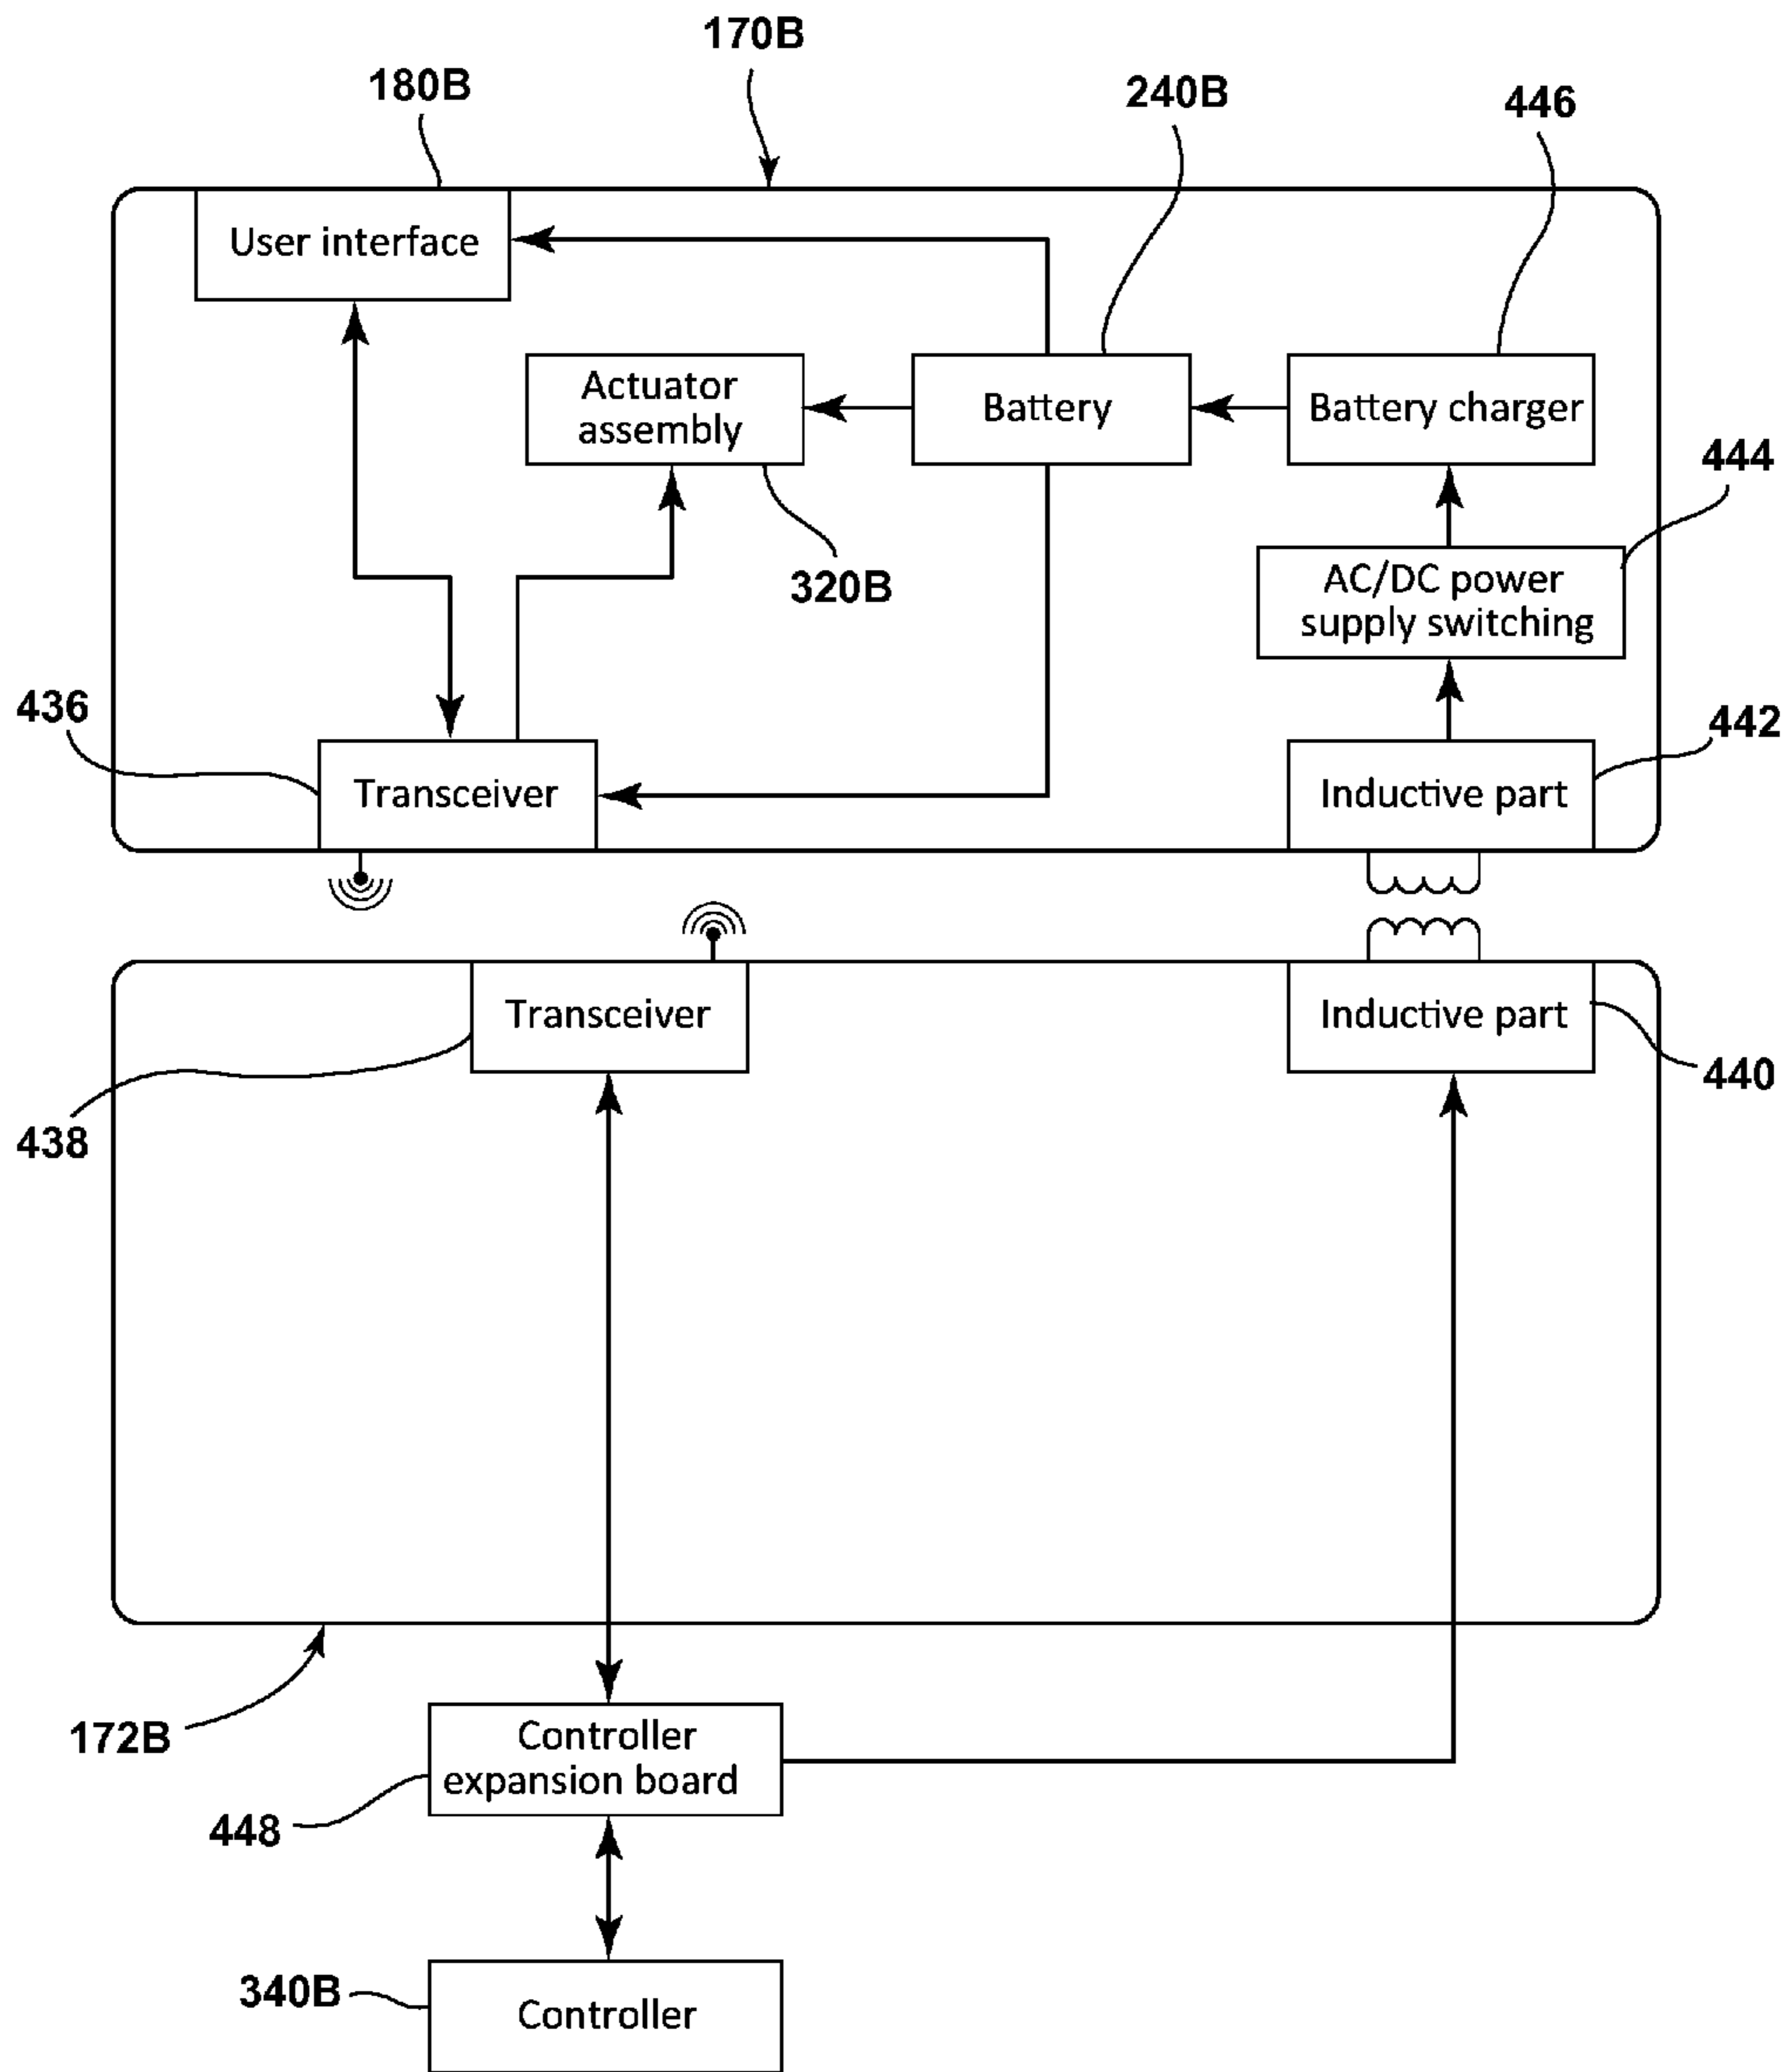 170B
180B
240B
446
User interface
Actuator
assembly
Battery
Battery charger
444
320B
AC/DC power
supply switching
436
442
Transceiver
Inductive part
Transceiver
Inductive part
440
438
172B
Controller
expansion board
448
340B
Controller